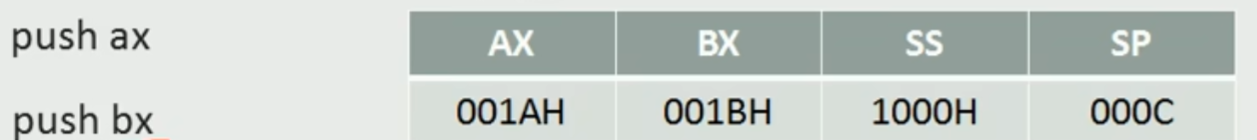 push ax
AX BX SS SP
push bx
001AH 001BH 1000H 000C